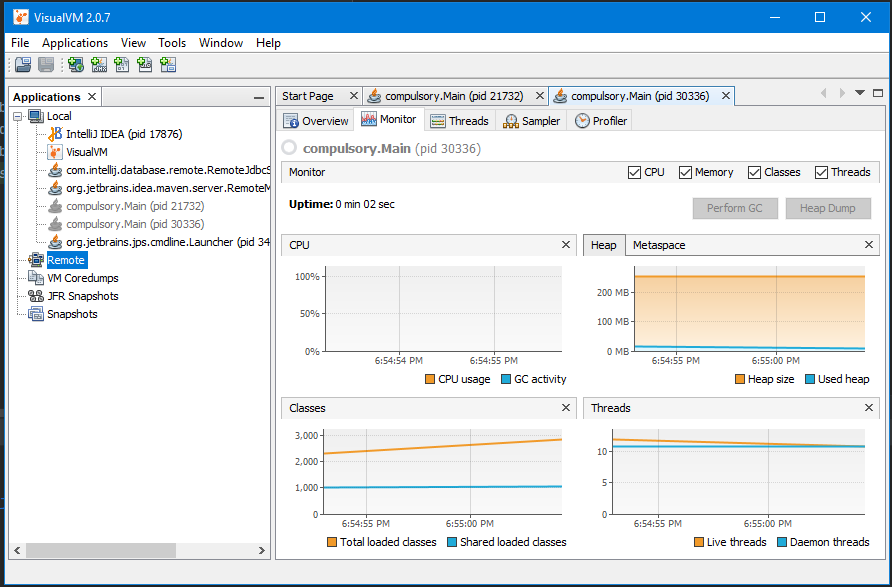 VisualVM 2.0.7
File Applications View Tools Window Help
Applications
Local
IntelliJ IDEA (pid 17876)
VisualVM
com.intellij.database.remote.RemoteJdbcS
org.jetbrains.idea.maven.server.RemoteM
compulsory.Main (pid 21732)
compulsory.Main (pid 30336)
org.jetbrains.jps.cmdline.Launcher (pid 34
Remote
VM Coredumps
JFR Snapshots
Snapshots
Start Page compulsory.Main (pid 21732) compulsory.Main (pid 30336)
Overview Monitor Threads Sampler Profiler
compulsory.Main (pid 30336)
Monitor CPU Memory Classes Threads
Uptime: 0 min 02 sec Perform GC Heap Dump
CPU
100%
50%
0%
6:54:54 PM 6:54:55 PM
CPU usage GC activity
Heap Metaspace
200 MB
100 MB
0 MB
6:54:55 PM 6:55:00 PM
Heap size Used heap
Classes
3,000
2,000
1,000
0
6:54:55 PM 6:55:00 PM
Total loaded classes Shared loaded classes
Threads
10
5
0
6:54:55 PM 6:55:00 PM
Live threads Daemon threads